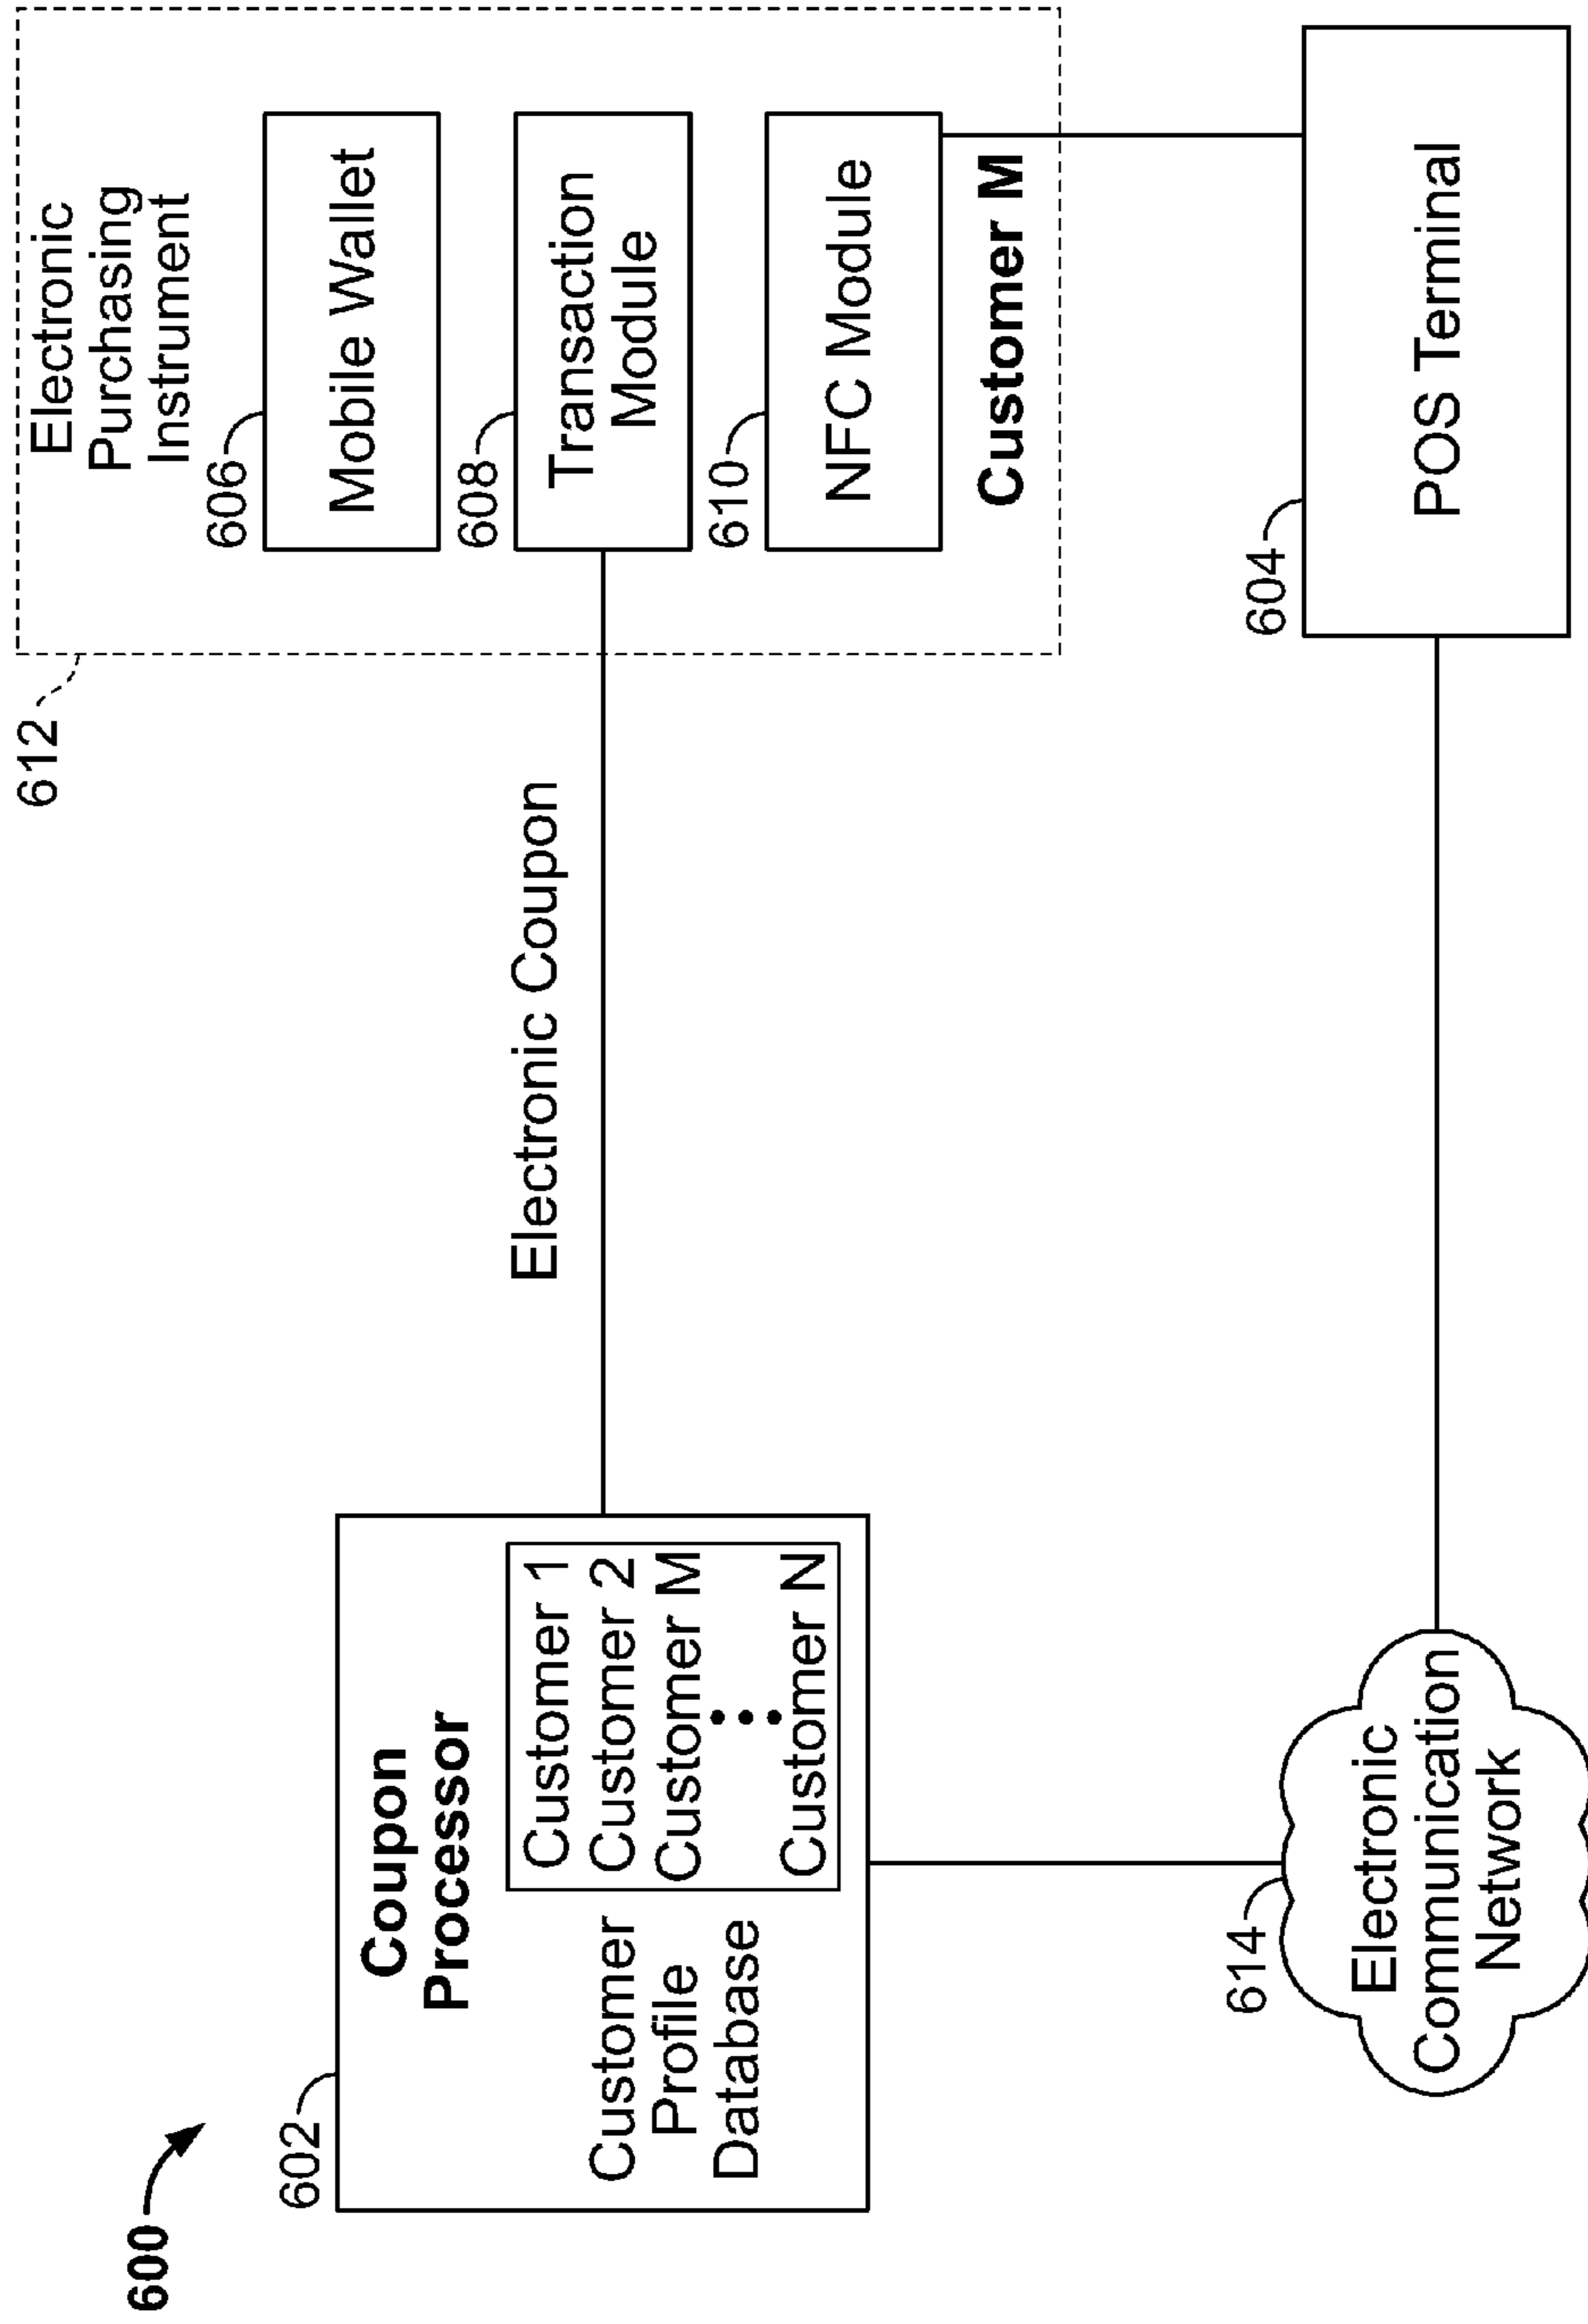 600
602
Coupon
Processor
Customer
Profile
Database
Customer 1
Customer 2
Customer M
Customer N
Electronic Coupon
612
Electronic
Purchasing
Instrument
606
Mobile Wallet
608
Transaction
Module
610
NFC Module
Customer M
604
POS Terminal
614
Electronic
Communication
Network